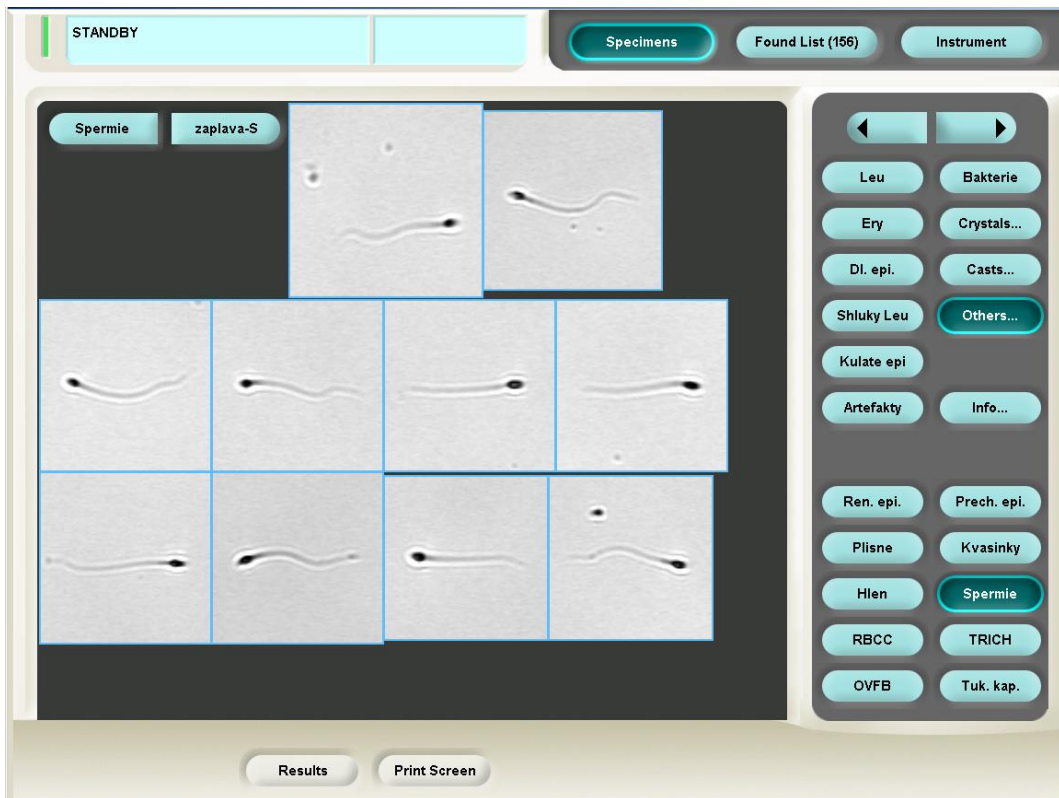 STANDBY
Specimens
Found List (156)
Instrument
Spermie
zaplava-S
Leu
Bakterie
Ery
Crystals...
Dl. epi.
Casts...
Shluky Leu
Others...
Kulate epi
Artefakty
Info...
Ren. epi.
Prech. epi.
Plisne
Kvasinky
Hlen
Spermie
RBCC
TRICH
OVFB
Tuk. kap.
Results
Print Screen